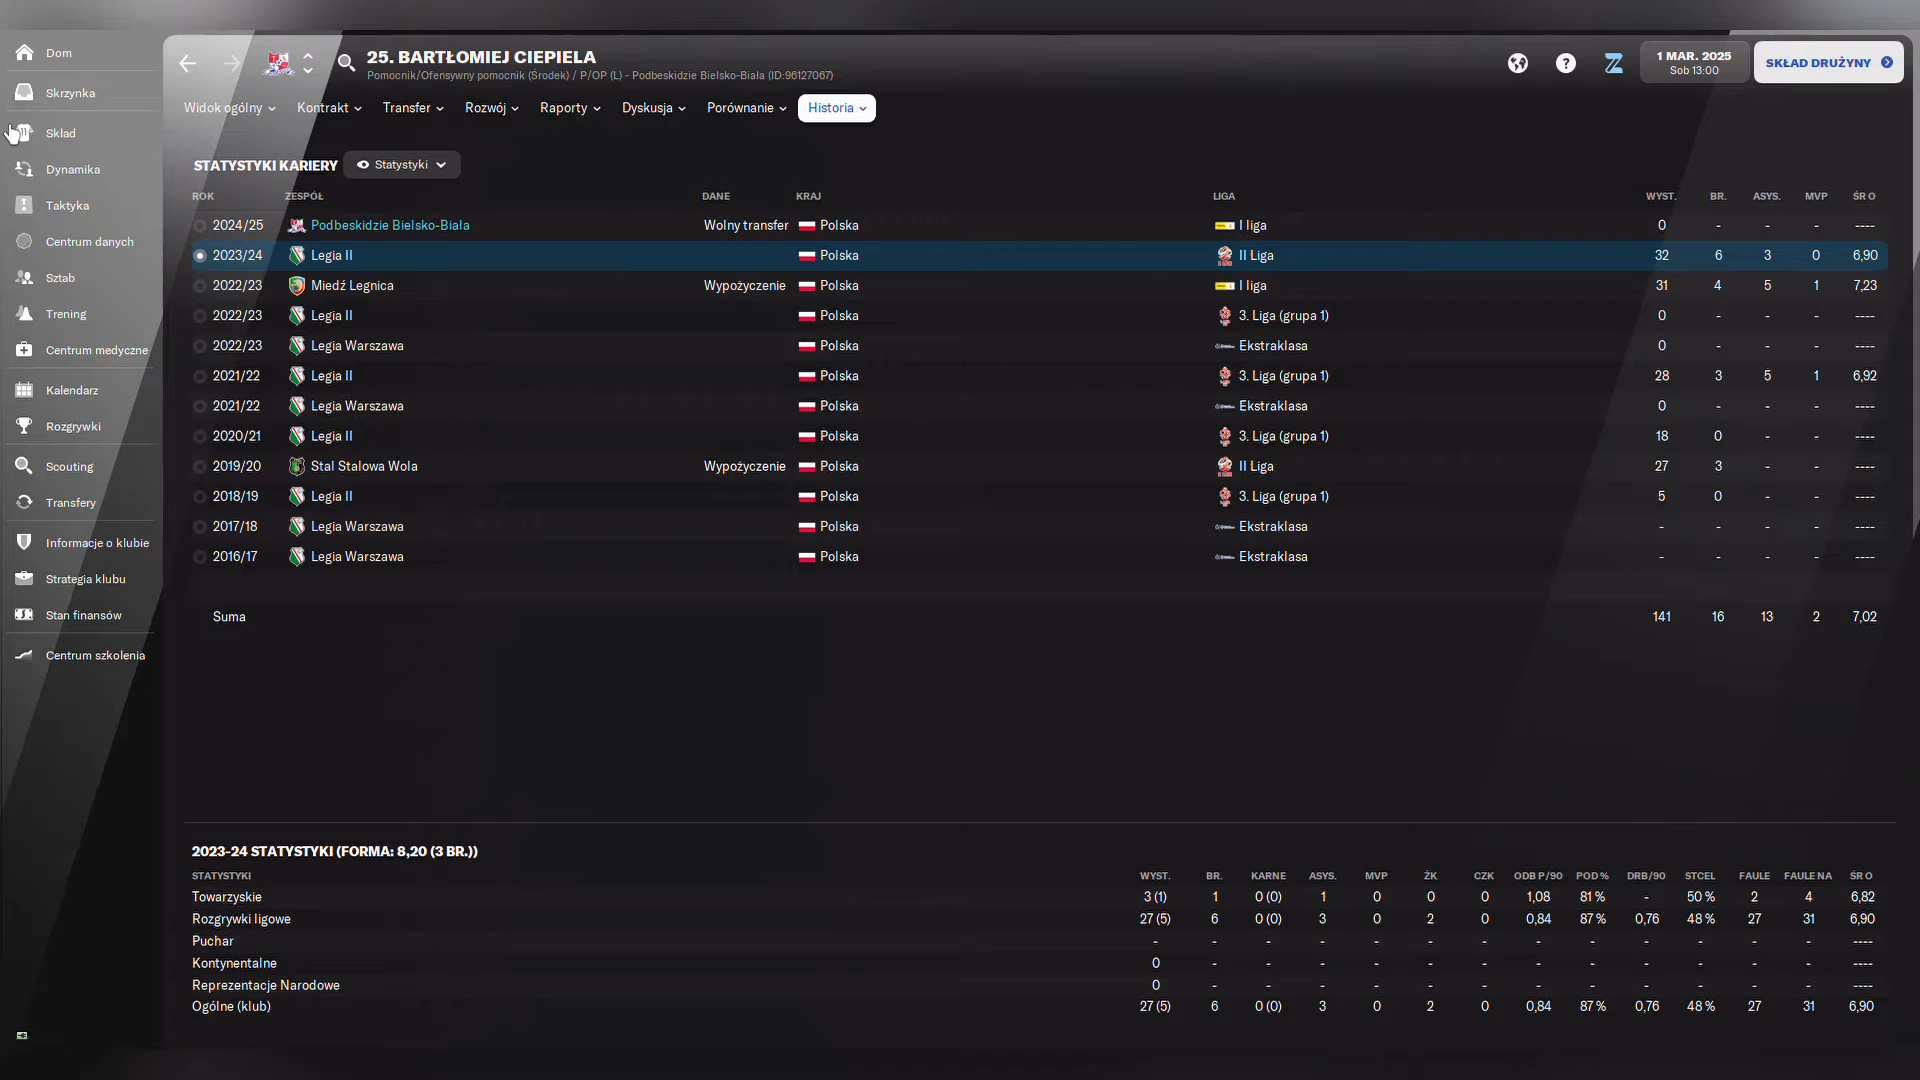 Dom
Skrzynka
Skład
Dynamika
Taktyka
Centrum danych
Sztab
Trening
Centrum medyczne
Kalendarz
Rozgrywki
Scouting
Transfery
Informacje o klubie
Strategia klubu
Stan finansów
Centrum szkolenia
25. BARTŁOMIEJ CIEPIELA
Pomocnik/Ofensywny pomocnik (Środek) / P/OP (L) - Podbeskidzie Bielsko-Biała (ID:96127067)
1 MAR. 2025
Sob 13:00
SKŁAD DRUŻYNY
Widok ogólny Kontrakt Transfer Rozwój Raporty Dyskusja Porównanie Historia
STATYSTYKI KARIERY Statystyki
ROK ZESPÓŁ DANE KRAJ LIGA WYST. BR. ASYS. MVP ŚR O
2024/25 Podbeskidzie Bielsko-Biała Wolny transfer Polska I liga 0 - - - ----
2023/24 Legia II Polska II Liga 32 6 3 0 6,90
2022/23 Miedź Legnica Wypożyczenie Polska I liga 31 4 5 1 7,23
2022/23 Legia II Polska 3. Liga (grupa 1) 0 - - - ----
2022/23 Legia Warszawa Polska Ekstraklasa 0 - - - ----
2021/22 Legia II Polska 3. Liga (grupa 1) 28 3 5 1 6,92
2021/22 Legia Warszawa Polska Ekstraklasa 0 - - - ----
2020/21 Legia II Polska 3. Liga (grupa 1) 18 0 - - ----
2019/20 Stal Stalowa Wola Wypożyczenie Polska II Liga 27 3 - - ----
2018/19 Legia II Polska 3. Liga (grupa 1) 5 0 - - ----
2017/18 Legia Warszawa Polska Ekstraklasa - - - - ----
2016/17 Legia Warszawa Polska Ekstraklasa - - - - ----
Suma 141 16 13 2 7,02
2023-24 STATYSTYKI (FORMA: 8,20 (3 BR.))
STATYSTYKI WYST. BR. KARNE ASYS. MVP ŻK CZK ODB P/90 POD % DRB/90 STCEL FAULE FAULE NA ŚR O
Towarzyskie 3 (1) 1 0 (0) 1 0 0 0 1,08 81 % - 50 % 2 4 6,82
Rozgrywki ligowe 27 (5) 6 0 (0) 3 0 2 0 0,84 87 % 0,76 48 % 27 31 6,90
Puchar - - - - - - - - - - - - - ----
Kontynentalne 0 - - - - - - - - - - - - ----
Reprezentacje Narodowe 0 - - - - - - - - - - - - ----
Ogólne (klub) 27 (5) 6 0 (0) 3 0 2 0 0,84 87 % 0,76 48 % 27 31 6,90